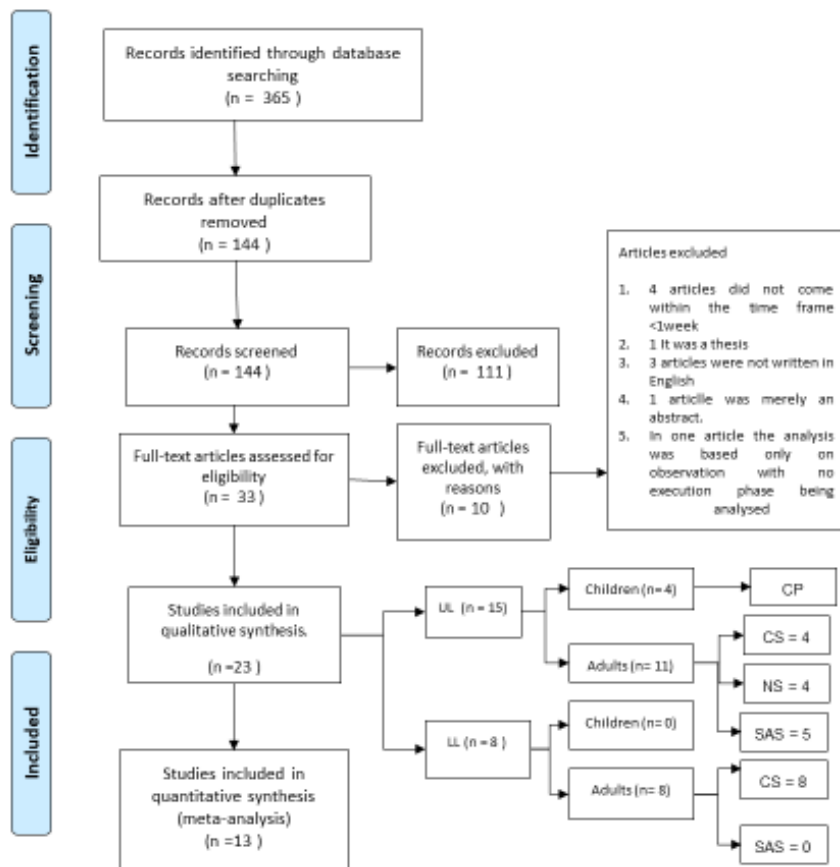 Identification
Records identified through database
searching
(n = 365 )
Records after duplicates
removed
(n = 144 )
Screening
Records screened
(n = 144)
Records excluded
(n = 111 )
Articles excluded
1. 4 articles did not come
within the time frame
<1week
2. 1 It was a thesis
3. 3 articles were not written in
English
4. 1 articlle was merely an
abstract.
5. In one article the analysis
was based only on
observation with no
execution phase being
analysed
Eligibility
Full-text articles assessed for
eligibility
(n = 33)
Full-text articles
excluded, with
reasons
(n = 10 )
Studies included in
qualitative synthesis.
(n =23 )
UL (n = 15)
Children (n= 4)
CP
Adults (n= 11)
CS = 4
NS = 4
SAS = 5
LL (n = 8 )
Children (n= 0)
Adults (n= 8)
CS = 8
SAS = 0
Included
Studies included in
quantitative synthesis
(meta-analysis)
(n =13 )